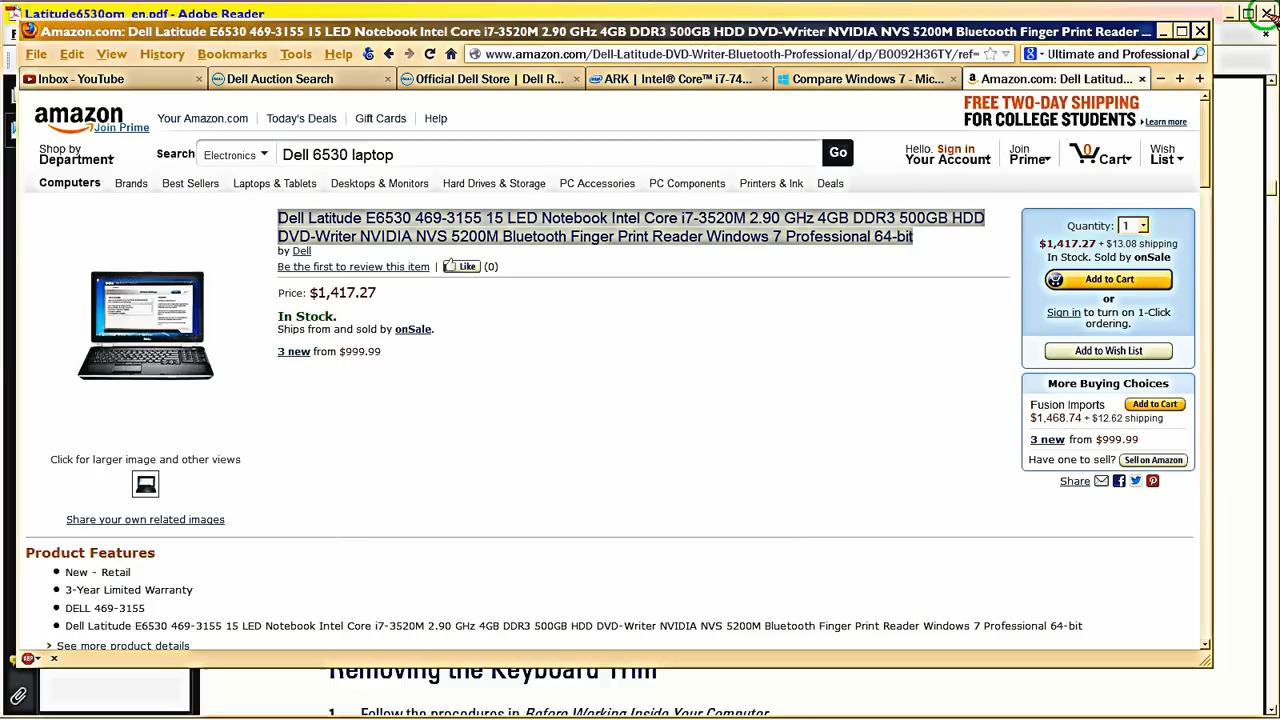 Latitude6530om_en.pdf - Adobe Reader
Amazon.com: Dell Latitude E6530 469-3155 15 LED Notebook Intel Core i7-3520M 2.90 GHz 4GB DDR3 500GB HDD DVD-Writer NVIDIA NVS 5200M Bluetooth Finger Print Reader ...
File Edit View History Bookmarks Tools Help
www.amazon.com/Dell-Latitude-DVD-Writer-Bluetooth-Professional/dp/B0092H36TY/ref=
Ultimate and Professional
Inbox - YouTube
Dell Auction Search
Official Dell Store | Dell R...
ARK | Intel® Core™ i7-74...
Compare Windows 7 - Mic...
Amazon.com: Dell Latitud...
amazon
Join Prime
Your Amazon.com | Today's Deals | Gift Cards | Help
FREE TWO-DAY SHIPPING
FOR COLLEGE STUDENTS Learn more
Shop by
Department
Search Electronics Dell 6530 laptop Go
Hello. Sign in
Your Account
Join
Prime
0
Cart
Wish
List
Computers Brands Best Sellers Laptops & Tablets Desktops & Monitors Hard Drives & Storage PC Accessories PC Components Printers & Ink Deals
Dell Latitude E6530 469-3155 15 LED Notebook Intel Core i7-3520M 2.90 GHz 4GB DDR3 500GB HDD
DVD-Writer NVIDIA NVS 5200M Bluetooth Finger Print Reader Windows 7 Professional 64-bit
by Dell
Be the first to review this item | Like (0)
Price: $1,417.27
In Stock.
Ships from and sold by onSale.
3 new from $999.99
Click for larger image and other views
Share your own related images
Quantity: 1
$1,417.27 + $13.08 shipping
In Stock. Sold by onSale
Add to Cart
or
Sign in to turn on 1-Click
ordering.
Add to Wish List
More Buying Choices
Fusion Imports Add to Cart
$1,468.74 + $12.62 shipping
3 new from $999.99
Have one to sell? Sell on Amazon
Share
Product Features
New - Retail
3-Year Limited Warranty
DELL 469-3155
Dell Latitude E6530 469-3155 15 LED Notebook Intel Core i7-3520M 2.90 GHz 4GB DDR3 500GB HDD DVD-Writer NVIDIA NVS 5200M Bluetooth Finger Print Reader Windows 7 Professional 64-bit
See more product details
ABP
Removing the Keyboard Trim
1. Follow the procedures in Before Working Inside Your Computer.